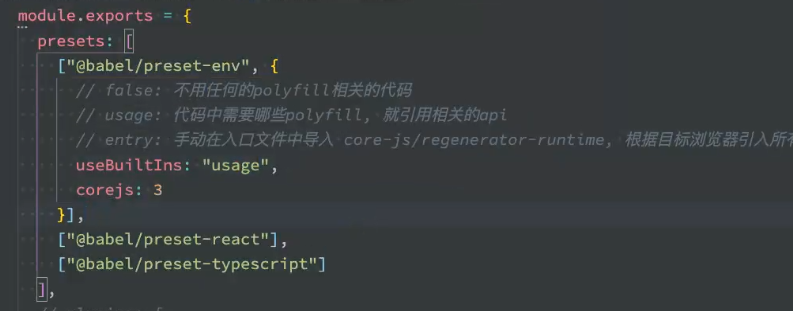 module.exports = {
presets: [
["@babel/preset-env", {
// false: 不用任何的polyfill相关的代码
// usage: 代码中需要哪些polyfill, 就引用相关的api
// entry: 手动在入口文件中导入 core-js/regenerator-runtime, 根据目标浏览器引入所有
useBuiltIns: "usage",
corejs: 3
}],
["@babel/preset-react"],
["@babel/preset-typescript"]
],